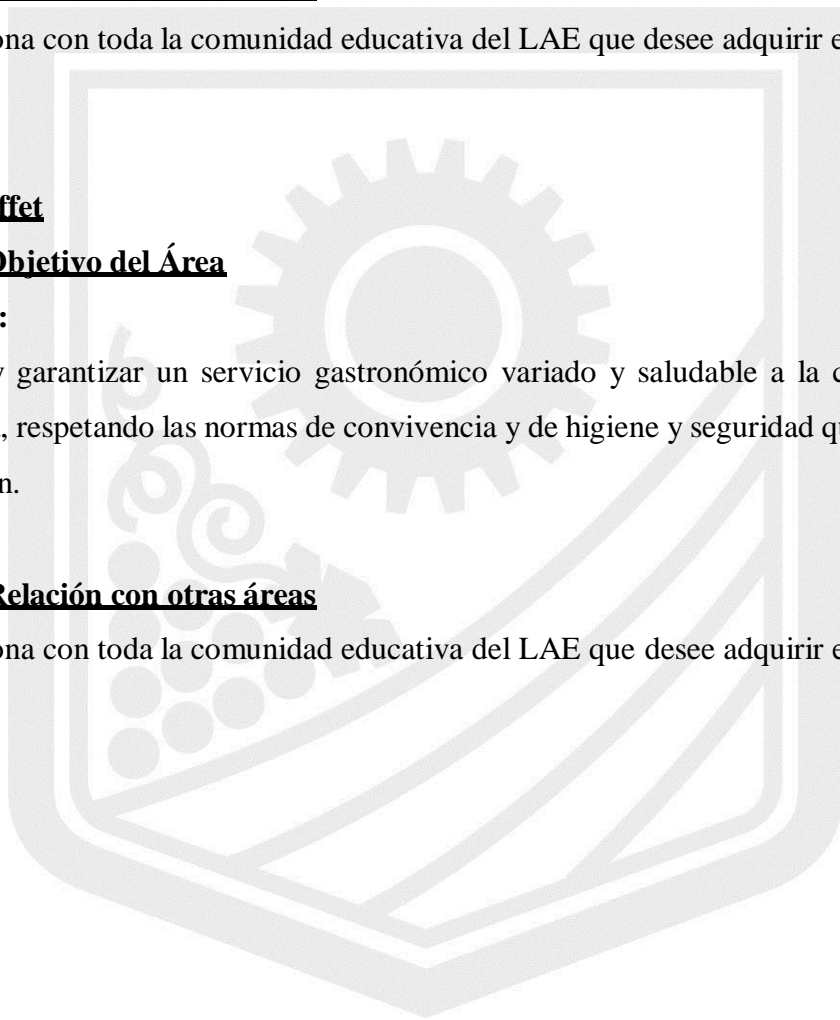 ona con toda la comunidad educativa del LAE que desee adquirir e
ffet
Objetivo del Área
:
y garantizar un servicio gastronómico variado y saludable a la c
, respetando las normas de convivencia y de higiene y seguridad qu
n.
Relación con otras áreas
ona con toda la comunidad educativa del LAE que desee adquirir e